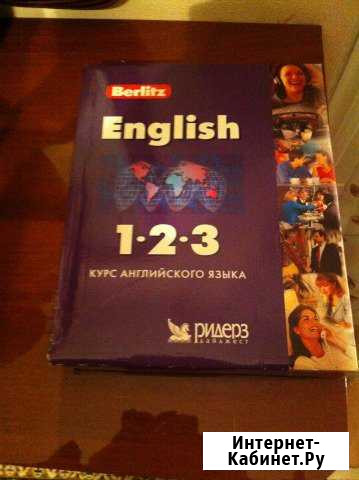 Berlitz
English
1·2·3
КУРС АНГЛИЙСКОГО ЯЗЫКА
РИДЕРЗ
ДАЙДЖЕСТ
Интернет-
Кабинет.Ру